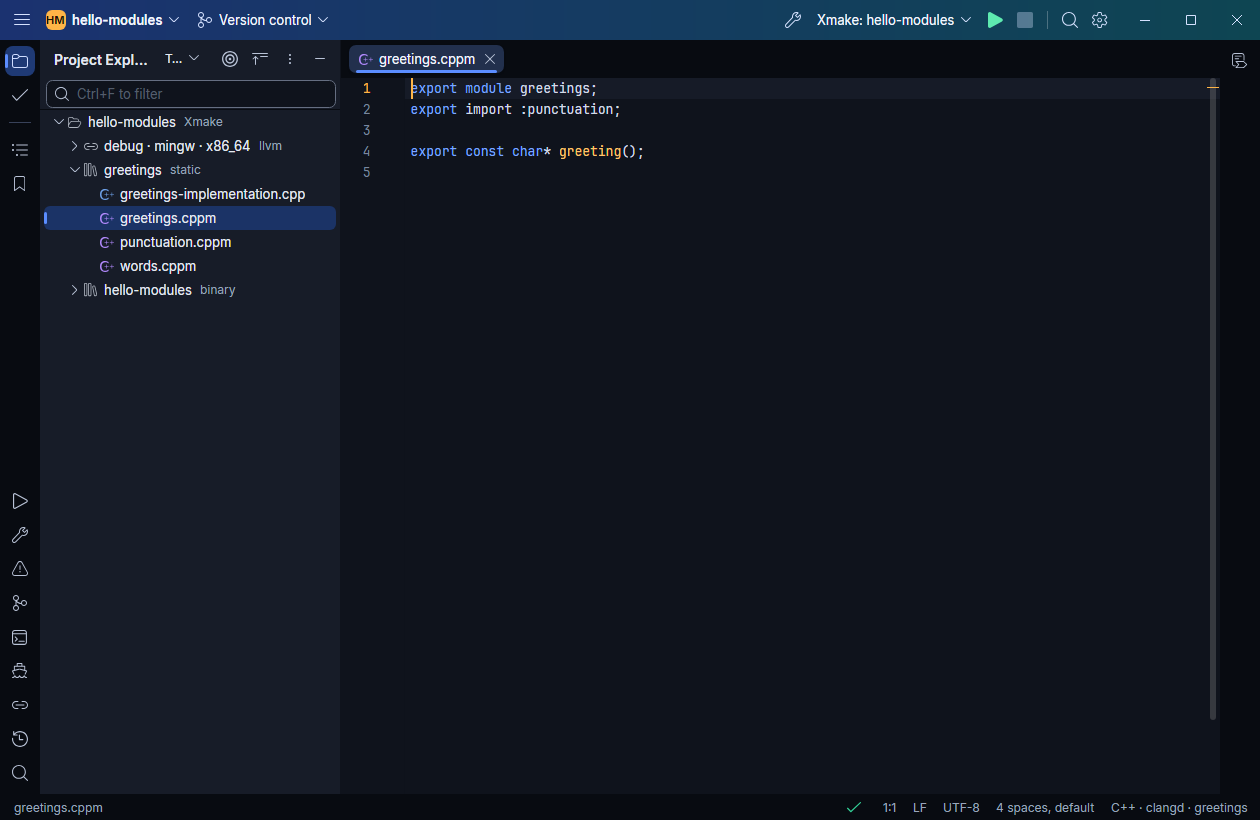 HM hello-modules Version control Xmake: hello-modules
Project Expl... T...
Ctrl+F to filter
hello-modules Xmake
debug · mingw · x86_64 llvm
greetings static
greetings-implementation.cpp
greetings.cppm
punctuation.cppm
words.cppm
hello-modules binary
greetings.cppm
1 export module greetings;
2 export import :punctuation;
3
4 export const char* greeting();
5
greetings.cppm 1:1 LF UTF-8 4 spaces, default C++ · clangd · greetings